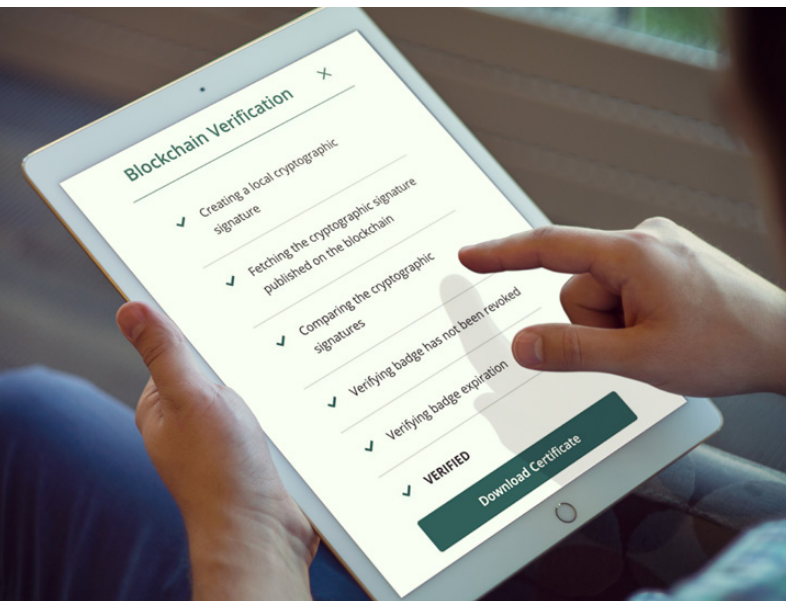 Blockchain Verification
Creating a local cryptographic
signature
Fetching the cryptographic signature
published on the blockchain
Comparing the cryptographic
signatures
Verifying badge has not been revoked
Verifying badge expiration
VERIFIED
Download Certificate